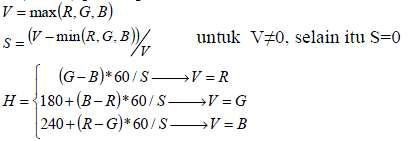 V = max(R, G, B)
S = (V − min(R, G, B))/V untuk V≠0, selain itu S=0
(G − B) * 60 / S ⟶ V = R
H = { 180 + (B − R) * 60 / S ⟶ V = G
240 + (R − G) * 60 / S ⟶ V = B